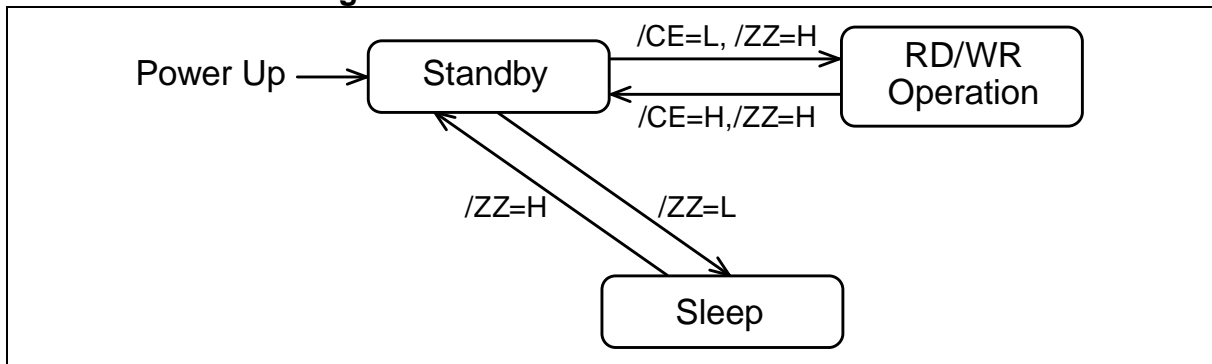 /CE=L, /ZZ=H
Power Up
Standby
RD/WR
Operation
/CE=H,/ZZ=H
/ZZ=H
/ZZ=L
Sleep